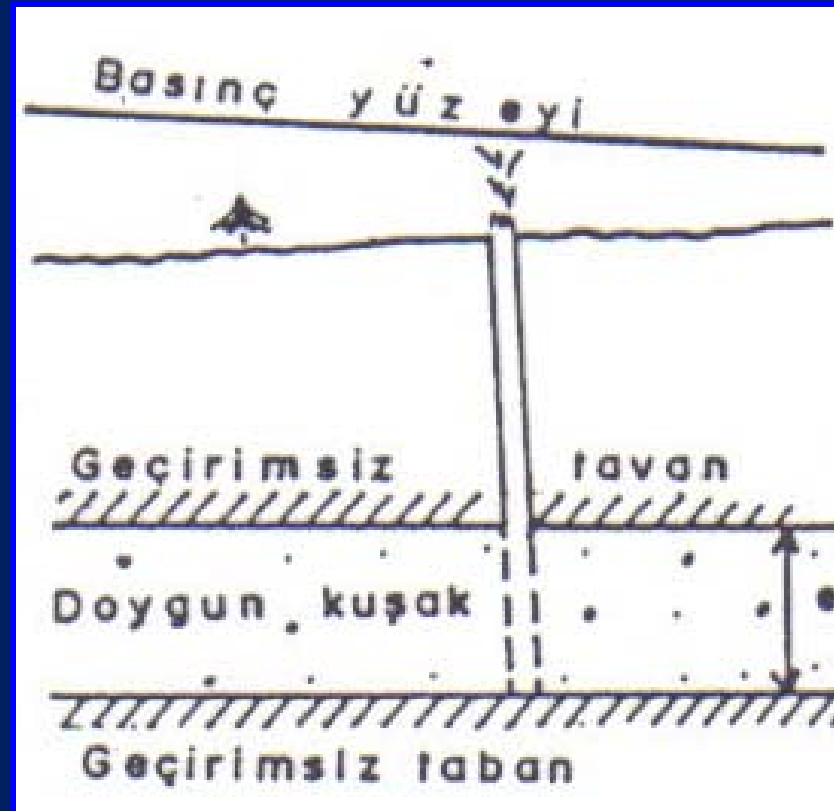 Basınç yüzeyi
Geçirimsiz tavan
Doygun kuşak
e
Geçirimsiz taban